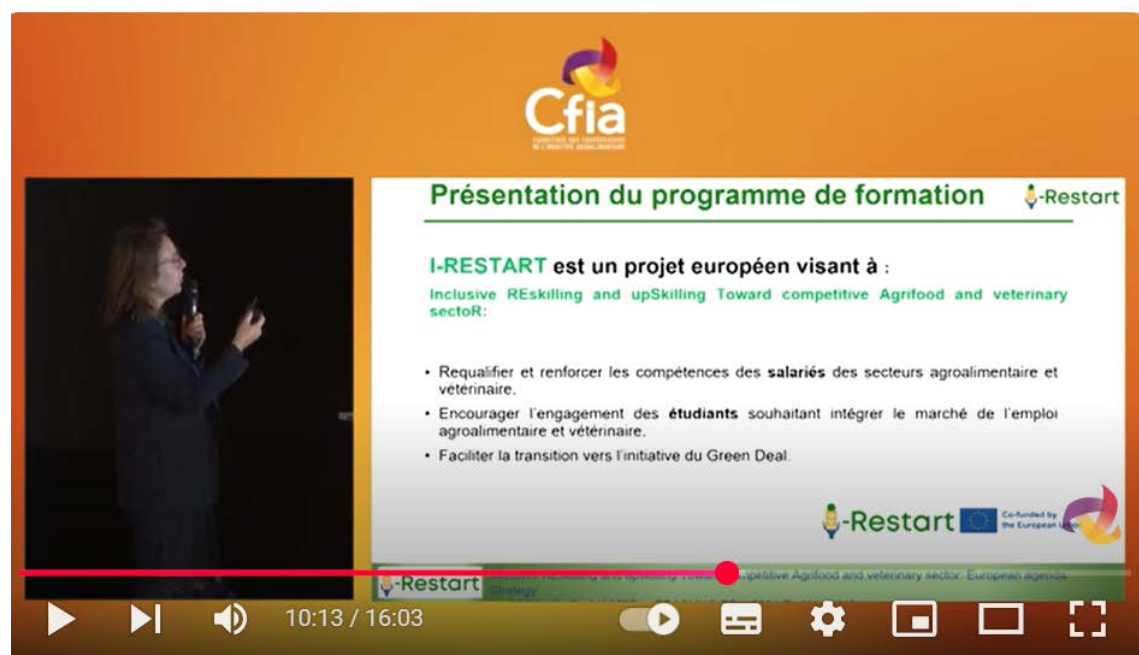 Cfia
Présentation du programme de formation
-Restart
I-RESTART est un projet européen visant à :
Inclusive REskilling and upSkilling Toward competitive Agrifood and veterinary
sectoR:
• Requalifier et renforcer les compétences des salariés des secteurs agroalimentaire et
vétérinaire.
• Encourager l'engagement des étudiants souhaitant intégrer le marché de l'emploi
agroalimentaire et vétérinaire.
• Faciliter la transition vers l'initiative du Green Deal.
-Restart
Co-funded by
the European
-Restart
competitive Agrifood and veterinary sector: European agenda
Strategy
10:13 / 16:03